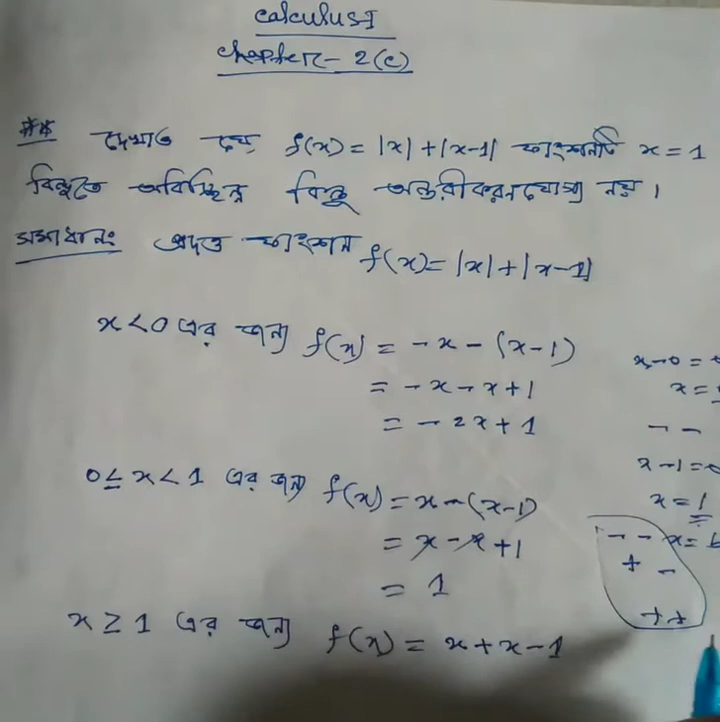 Calculus-I
Chapter - 2(C)
** দেখাও যে, f(x) = |x| + |x-1| ফাংশনটি x = 1
বিন্দুতে অবিচ্ছিন্ন কিন্তু অন্তরীকরণযোগ্য নয়।
সমাধানঃ প্রদত্ত ফাংশন f(x) = |x| + |x-1|
x < 0 এর জন্য f(x) = -x - (x-1)
= -x - x + 1
= -2x + 1
0 ≤ x < 1 এর জন্য f(x) = x - (x-1)
= x - x + 1
= 1
x ≥ 1 এর জন্য f(x) = x + x - 1
x-0 =
x =
- -
x-1 =
x = 1
- - x =
+ -
++